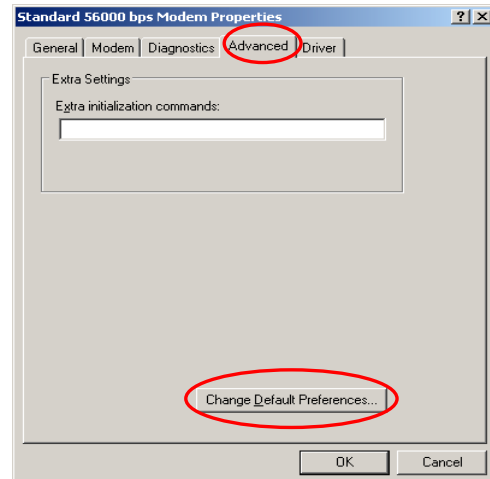 Standard 56000 bps Modem Properties
General Modem Diagnostics Advanced Driver
Extra Settings
Extra initialization commands:
Change Default Preferences...
OK Cancel